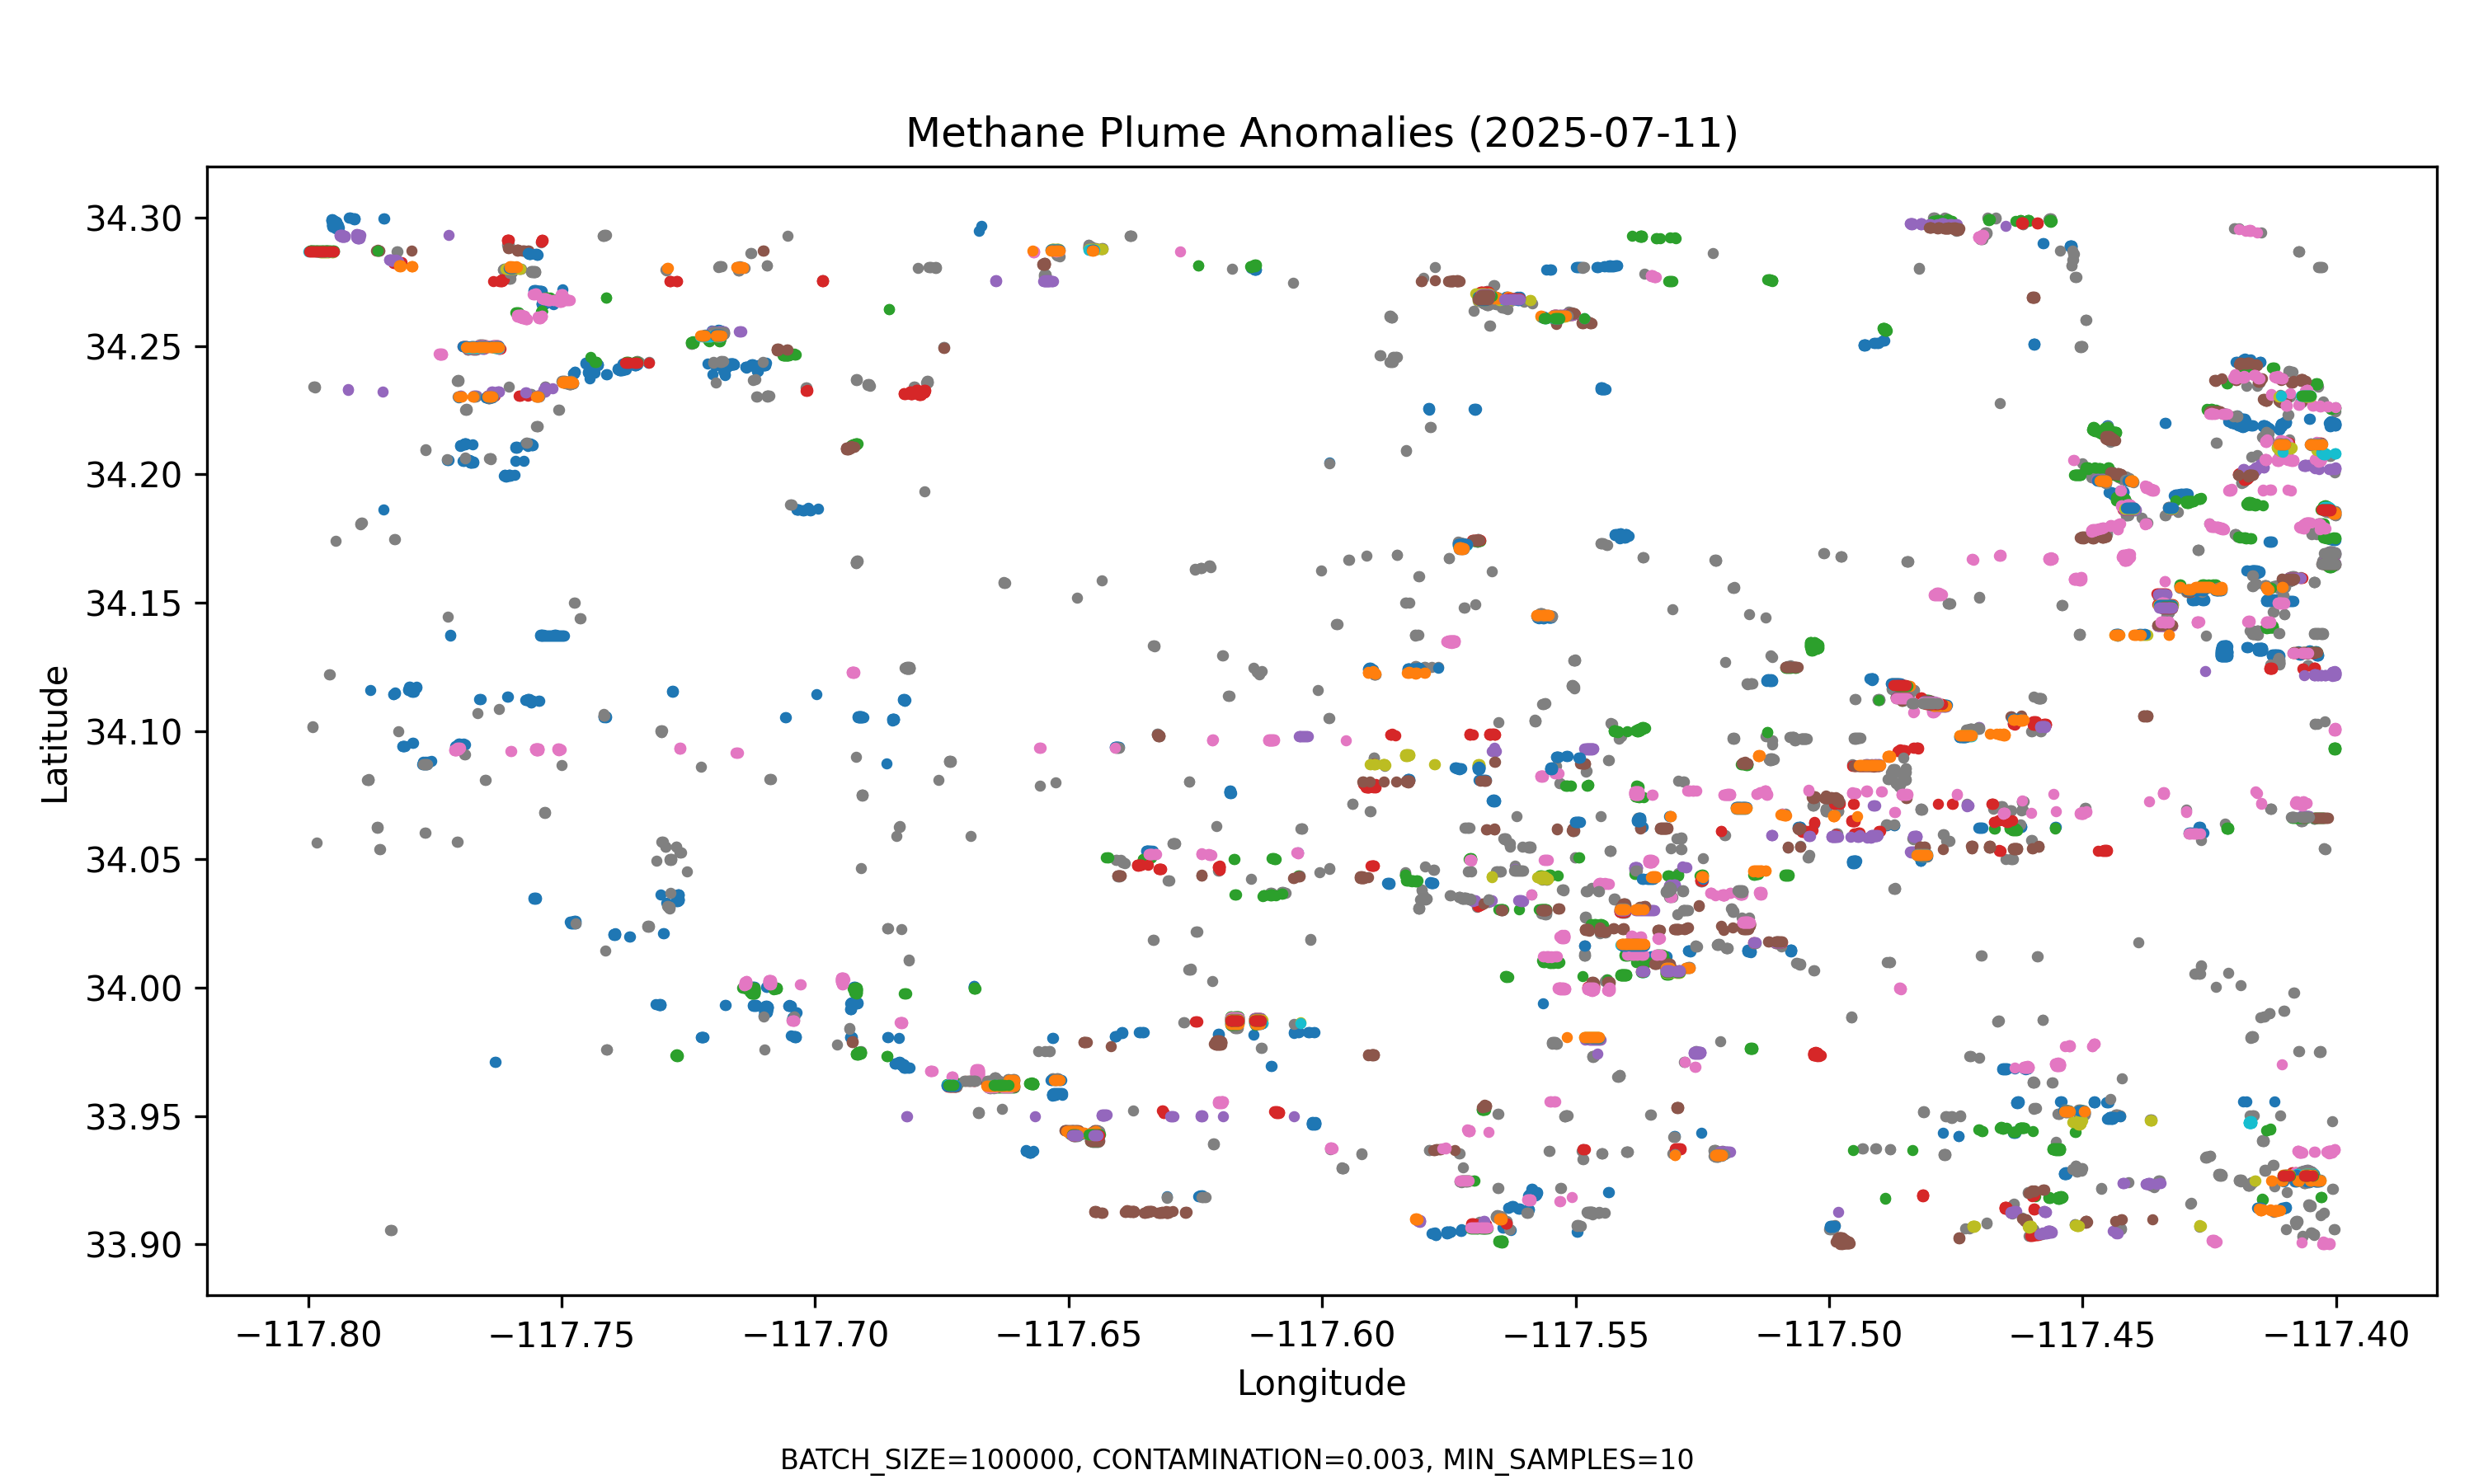 Methane Plume Anomalies (2025-07-11)
34.30
34.25
34.20
34.15
34.10
34.05
34.00
33.95
33.90
Latitude
−117.80 −117.75 −117.70 −117.65 −117.60 −117.55 −117.50 −117.45 −117.40
Longitude
BATCH_SIZE=100000, CONTAMINATION=0.003, MIN_SAMPLES=10